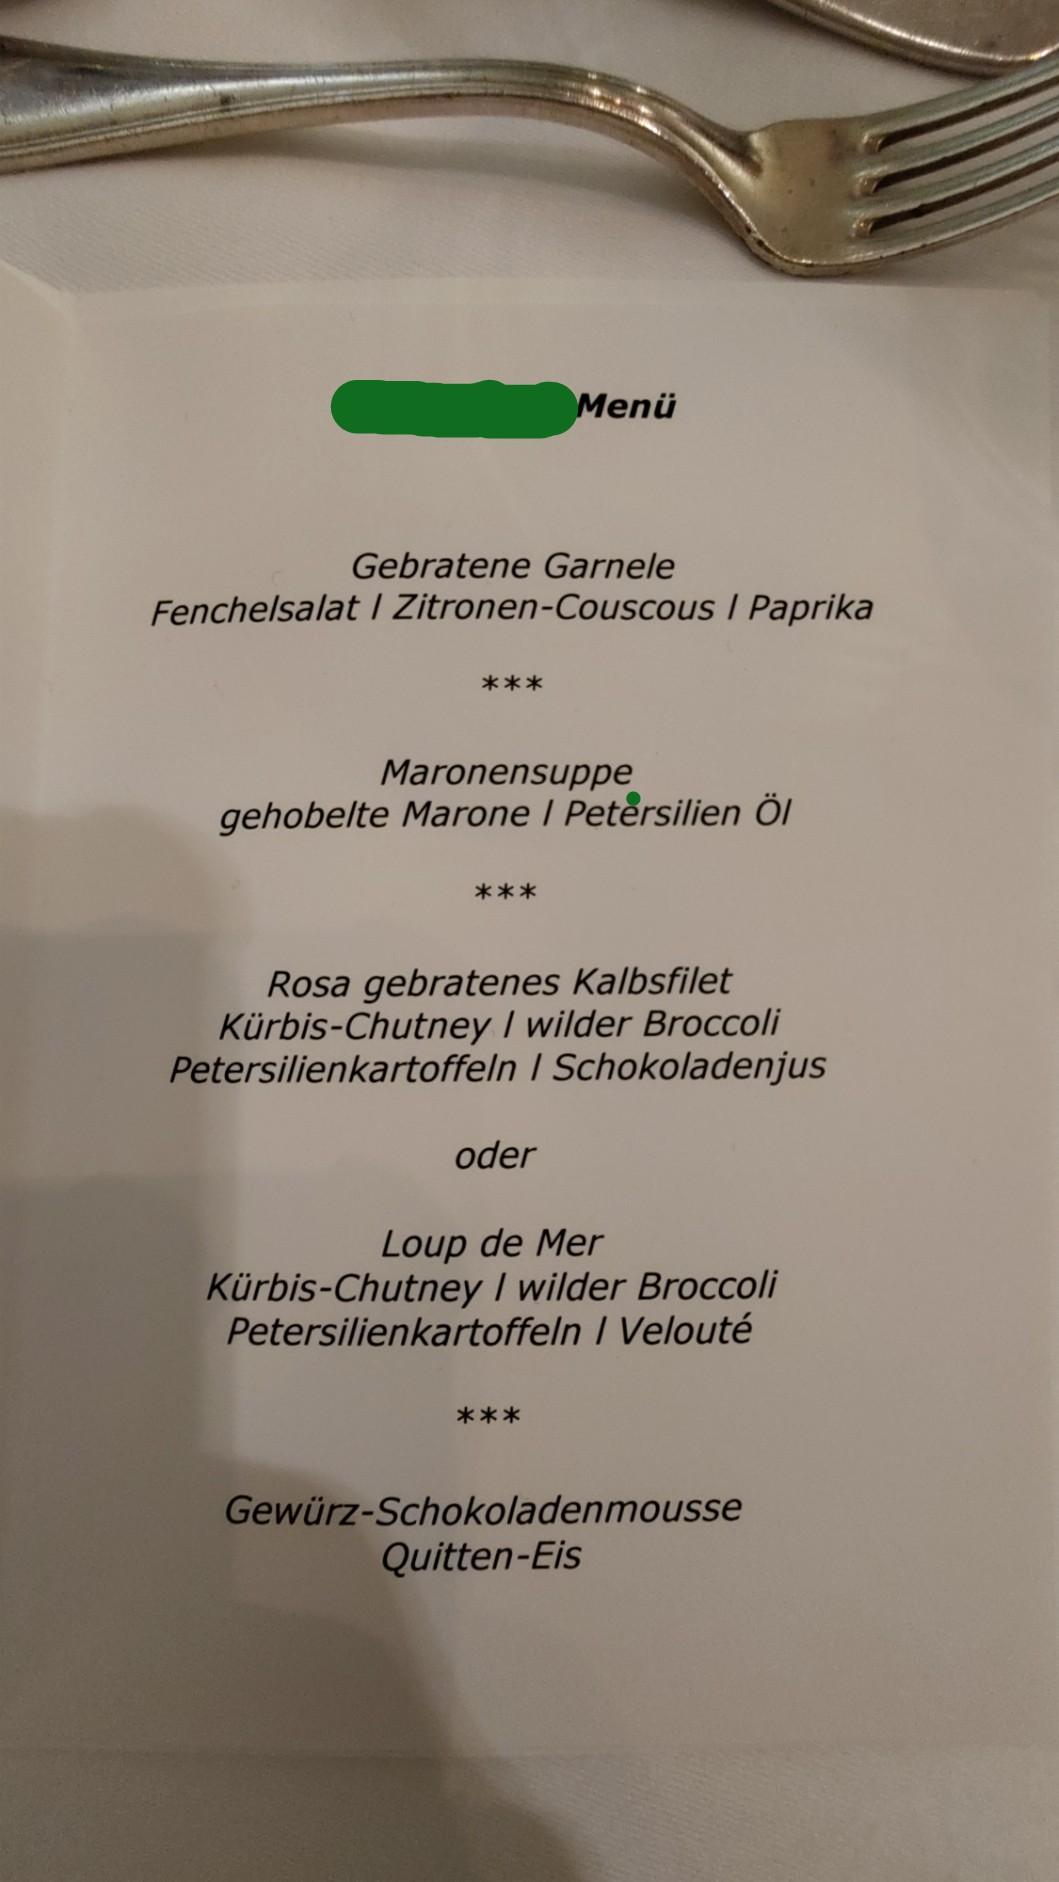 Menü
Gebratene Garnele
Fenchelsalat l Zitronen-Couscous l Paprika
***
Maronensuppe
gehobelte Marone l Petersilien Öl
***
Rosa gebratenes Kalbsfilet
Kürbis-Chutney l wilder Broccoli
Petersilienkartoffeln l Schokoladenjus
oder
Loup de Mer
Kürbis-Chutney l wilder Broccoli
Petersilienkartoffeln l Velouté
***
Gewürz-Schokoladenmousse
Quitten-Eis